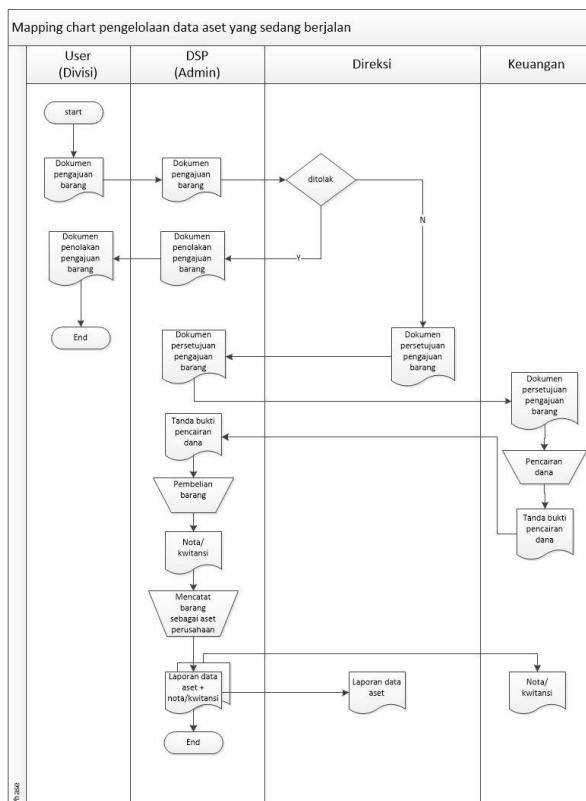 Mapping chart pengelolaan data aset yang sedang berjalan
User
(Divisi)
DSP
(Admin)
Direksi
Keuangan
start
Dokumen
pengajuan
barang
Dokumen
pengajuan
barang
ditolak
N
Y
Dokumen
penolakan
pengajuan
barang
Dokumen
penolakan
pengajuan
barang
End
Dokumen
persetujuan
pengajuan
barang
Dokumen
persetujuan
pengajuan
barang
Dokumen
persetujuan
pengajuan
barang
Tanda bukti
pencairan
dana
Pencairan
dana
Pembelian
barang
Tanda bukti
pencairan
dana
Nota/
kwitansi
Mencatat
barang
sebagai aset
perusahaan
Laporan data
aset +
nota/kwitansi
Laporan data
aset
Nota/
kwitansi
End
Phase